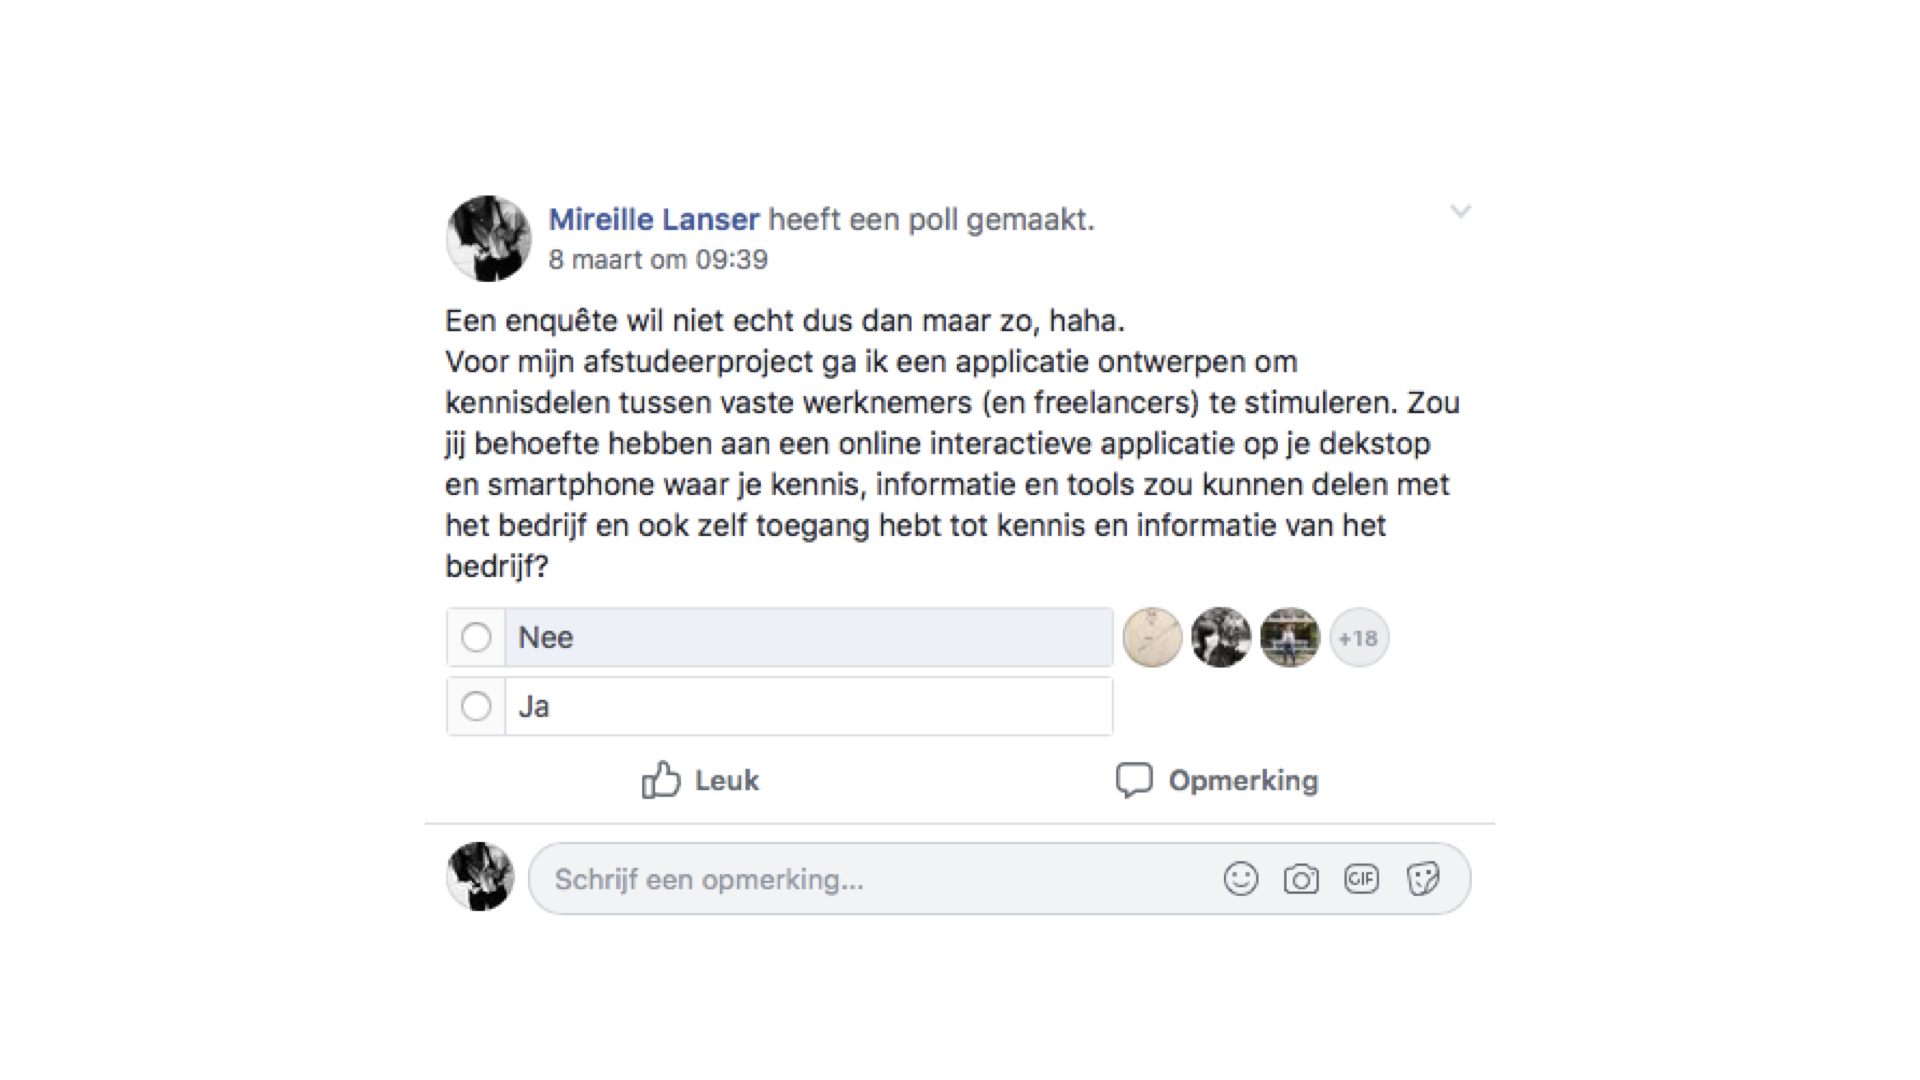 Mireille Lanser heeft een poll gemaakt.
8 maart om 09:39
Een enquête wil niet echt dus dan maar zo, haha.
Voor mijn afstudeerproject ga ik een applicatie ontwerpen om
kennisdelen tussen vaste werknemers (en freelancers) te stimuleren. Zou
jij behoefte hebben aan een online interactieve applicatie op je dekstop
en smartphone waar je kennis, informatie en tools zou kunnen delen met
het bedrijf en ook zelf toegang hebt tot kennis en informatie van het
bedrijf?
Nee
+18
Ja
Leuk
Opmerking
Schrijf een opmerking...
GIF